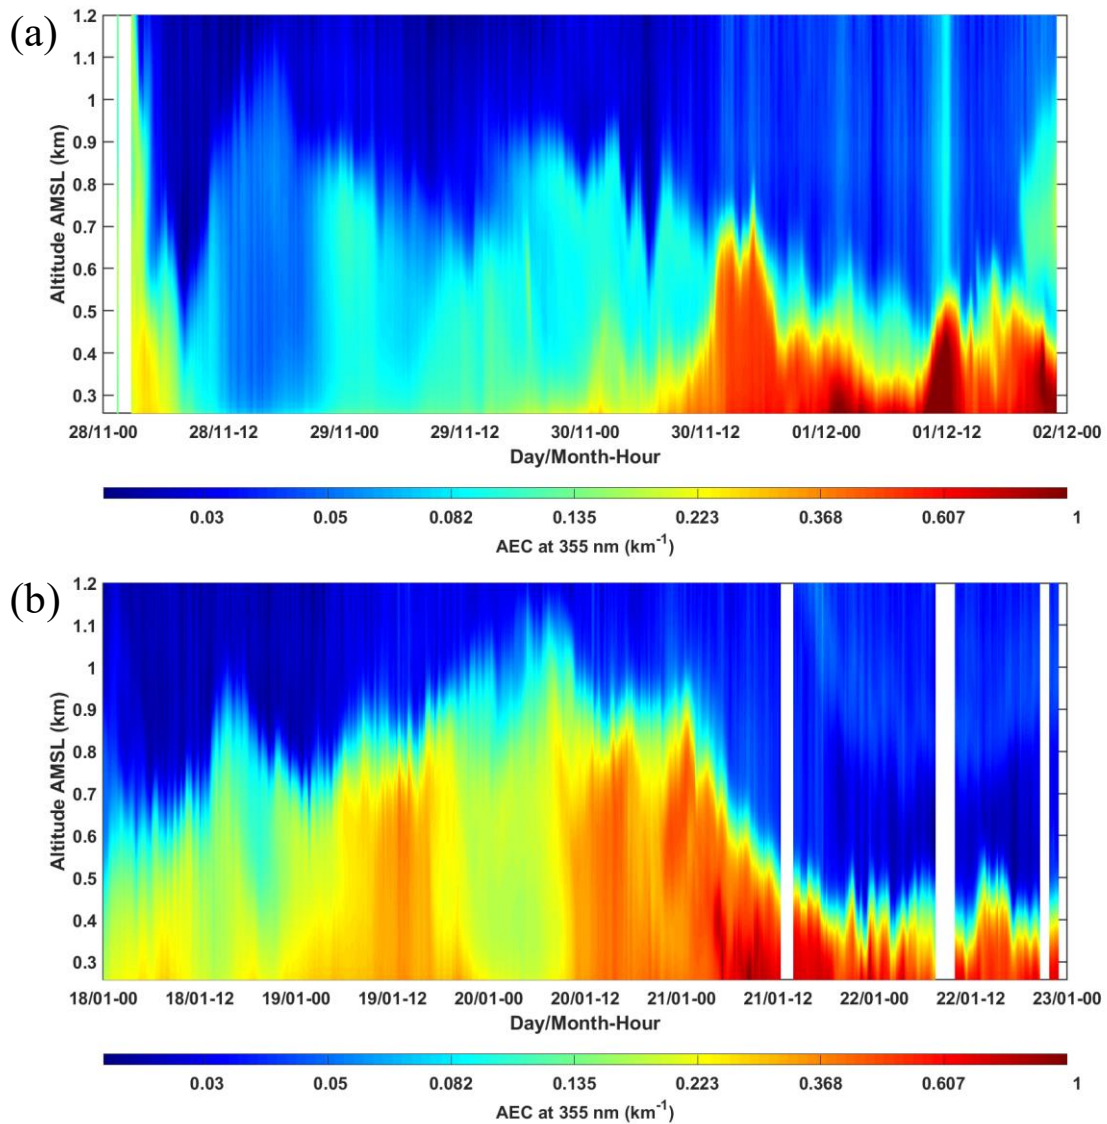 (a)
Altitude AMSL (km)
1.2
1.1
1
0.9
0.8
0.7
0.6
0.5
0.4
0.3
28/11-00 28/11-12 29/11-00 29/11-12 30/11-00 30/11-12 01/12-00 01/12-12 02/12-00
Day/Month-Hour
0.03 0.05 0.082 0.135 0.223 0.368 0.607 1
AEC at 355 nm (km⁻¹)
(b)
Altitude AMSL (km)
1.2
1.1
1
0.9
0.8
0.7
0.6
0.5
0.4
0.3
18/01-00 18/01-12 19/01-00 19/01-12 20/01-00 20/01-12 21/01-00 21/01-12 22/01-00 22/01-12 23/01-00
Day/Month-Hour
0.03 0.05 0.082 0.135 0.223 0.368 0.607 1
AEC at 355 nm (km⁻¹)